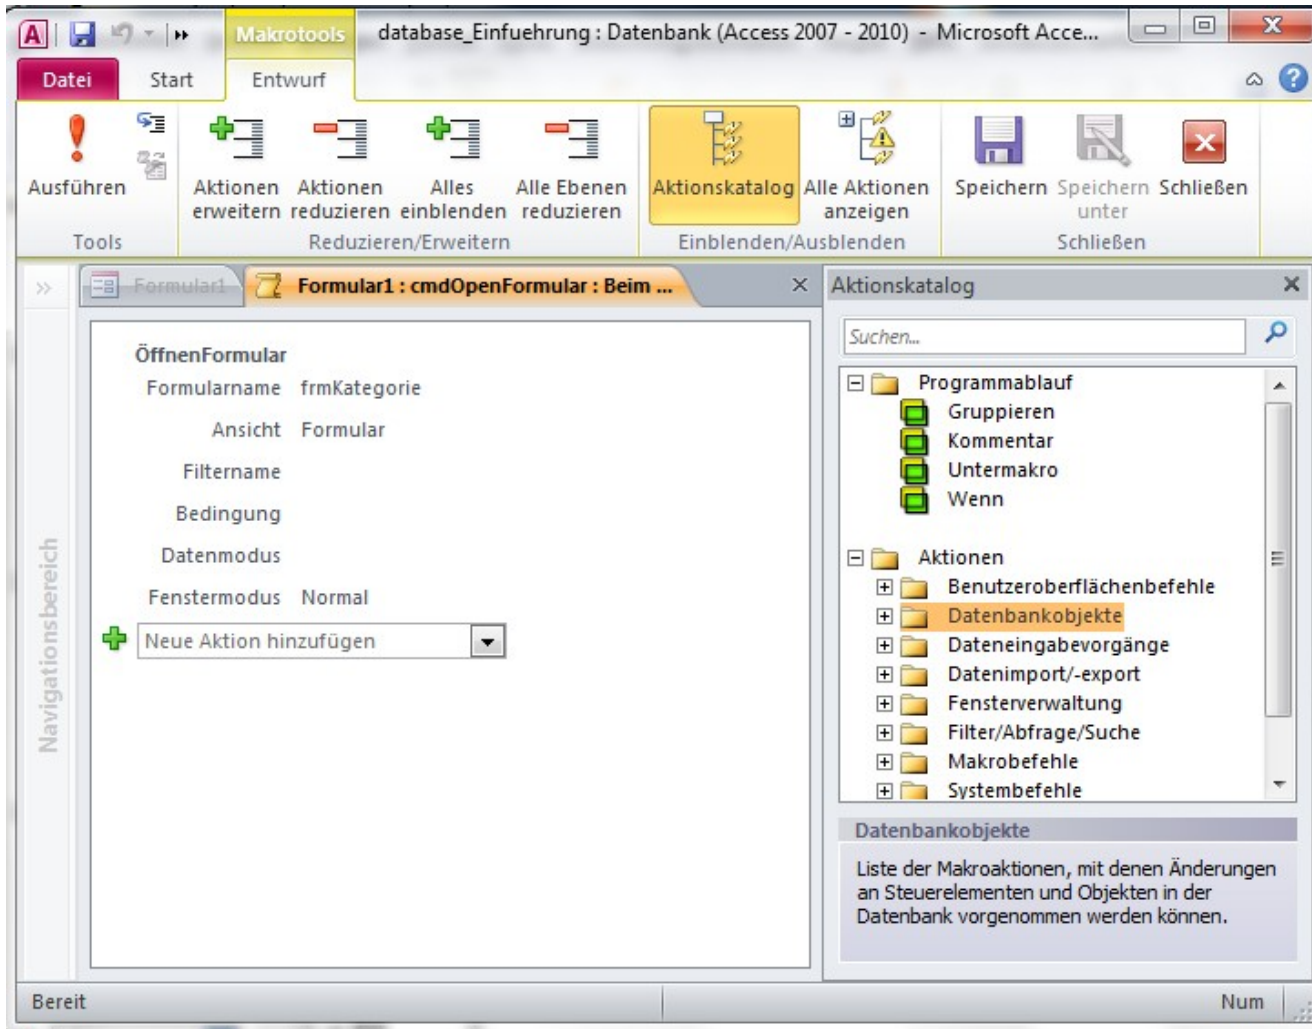 A Makrotools database_Einfuehrung : Datenbank (Access 2007 - 2010) - Microsoft Acce...
Datei Start Entwurf
Ausführen Aktionen erweitern Aktionen reduzieren Alles einblenden Alle Ebenen reduzieren Aktionskatalog Alle Aktionen anzeigen Speichern Speichern unter Schließen
Tools Reduzieren/Erweitern Einblenden/Ausblenden Schließen
Navigationsbereich
Formular1 Formular1 : cmdOpenFormular : Beim ...
ÖffnenFormular
Formularname frmKategorie
Ansicht Formular
Filtername
Bedingung
Datenmodus
Fenstermodus Normal
Neue Aktion hinzufügen
Aktionskatalog
Suchen...
Programmablauf
Gruppieren
Kommentar
Untermakro
Wenn
Aktionen
Benutzeroberflächenbefehle
Datenbankobjekte
Dateneingabevorgänge
Datenimport/-export
Fensterverwaltung
Filter/Abfrage/Suche
Makrobefehle
Systembefehle
Datenbankobjekte
Liste der Makroaktionen, mit denen Änderungen
an Steuerelementen und Objekten in der
Datenbank vorgenommen werden können.
Bereit Num